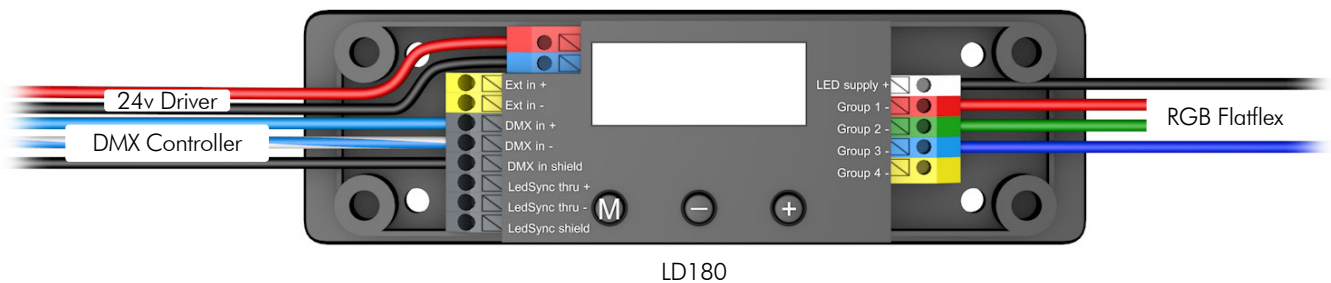 24v Driver
DMX Controller
Ext in +
Ext in -
DMX in +
DMX in -
DMX in shield
LedSync thru +
LedSync thru -
LedSync shield
M
−
+
LED supply +
Group 1 -
Group 2 -
Group 3 -
Group 4 -
RGB Flatflex
LD180